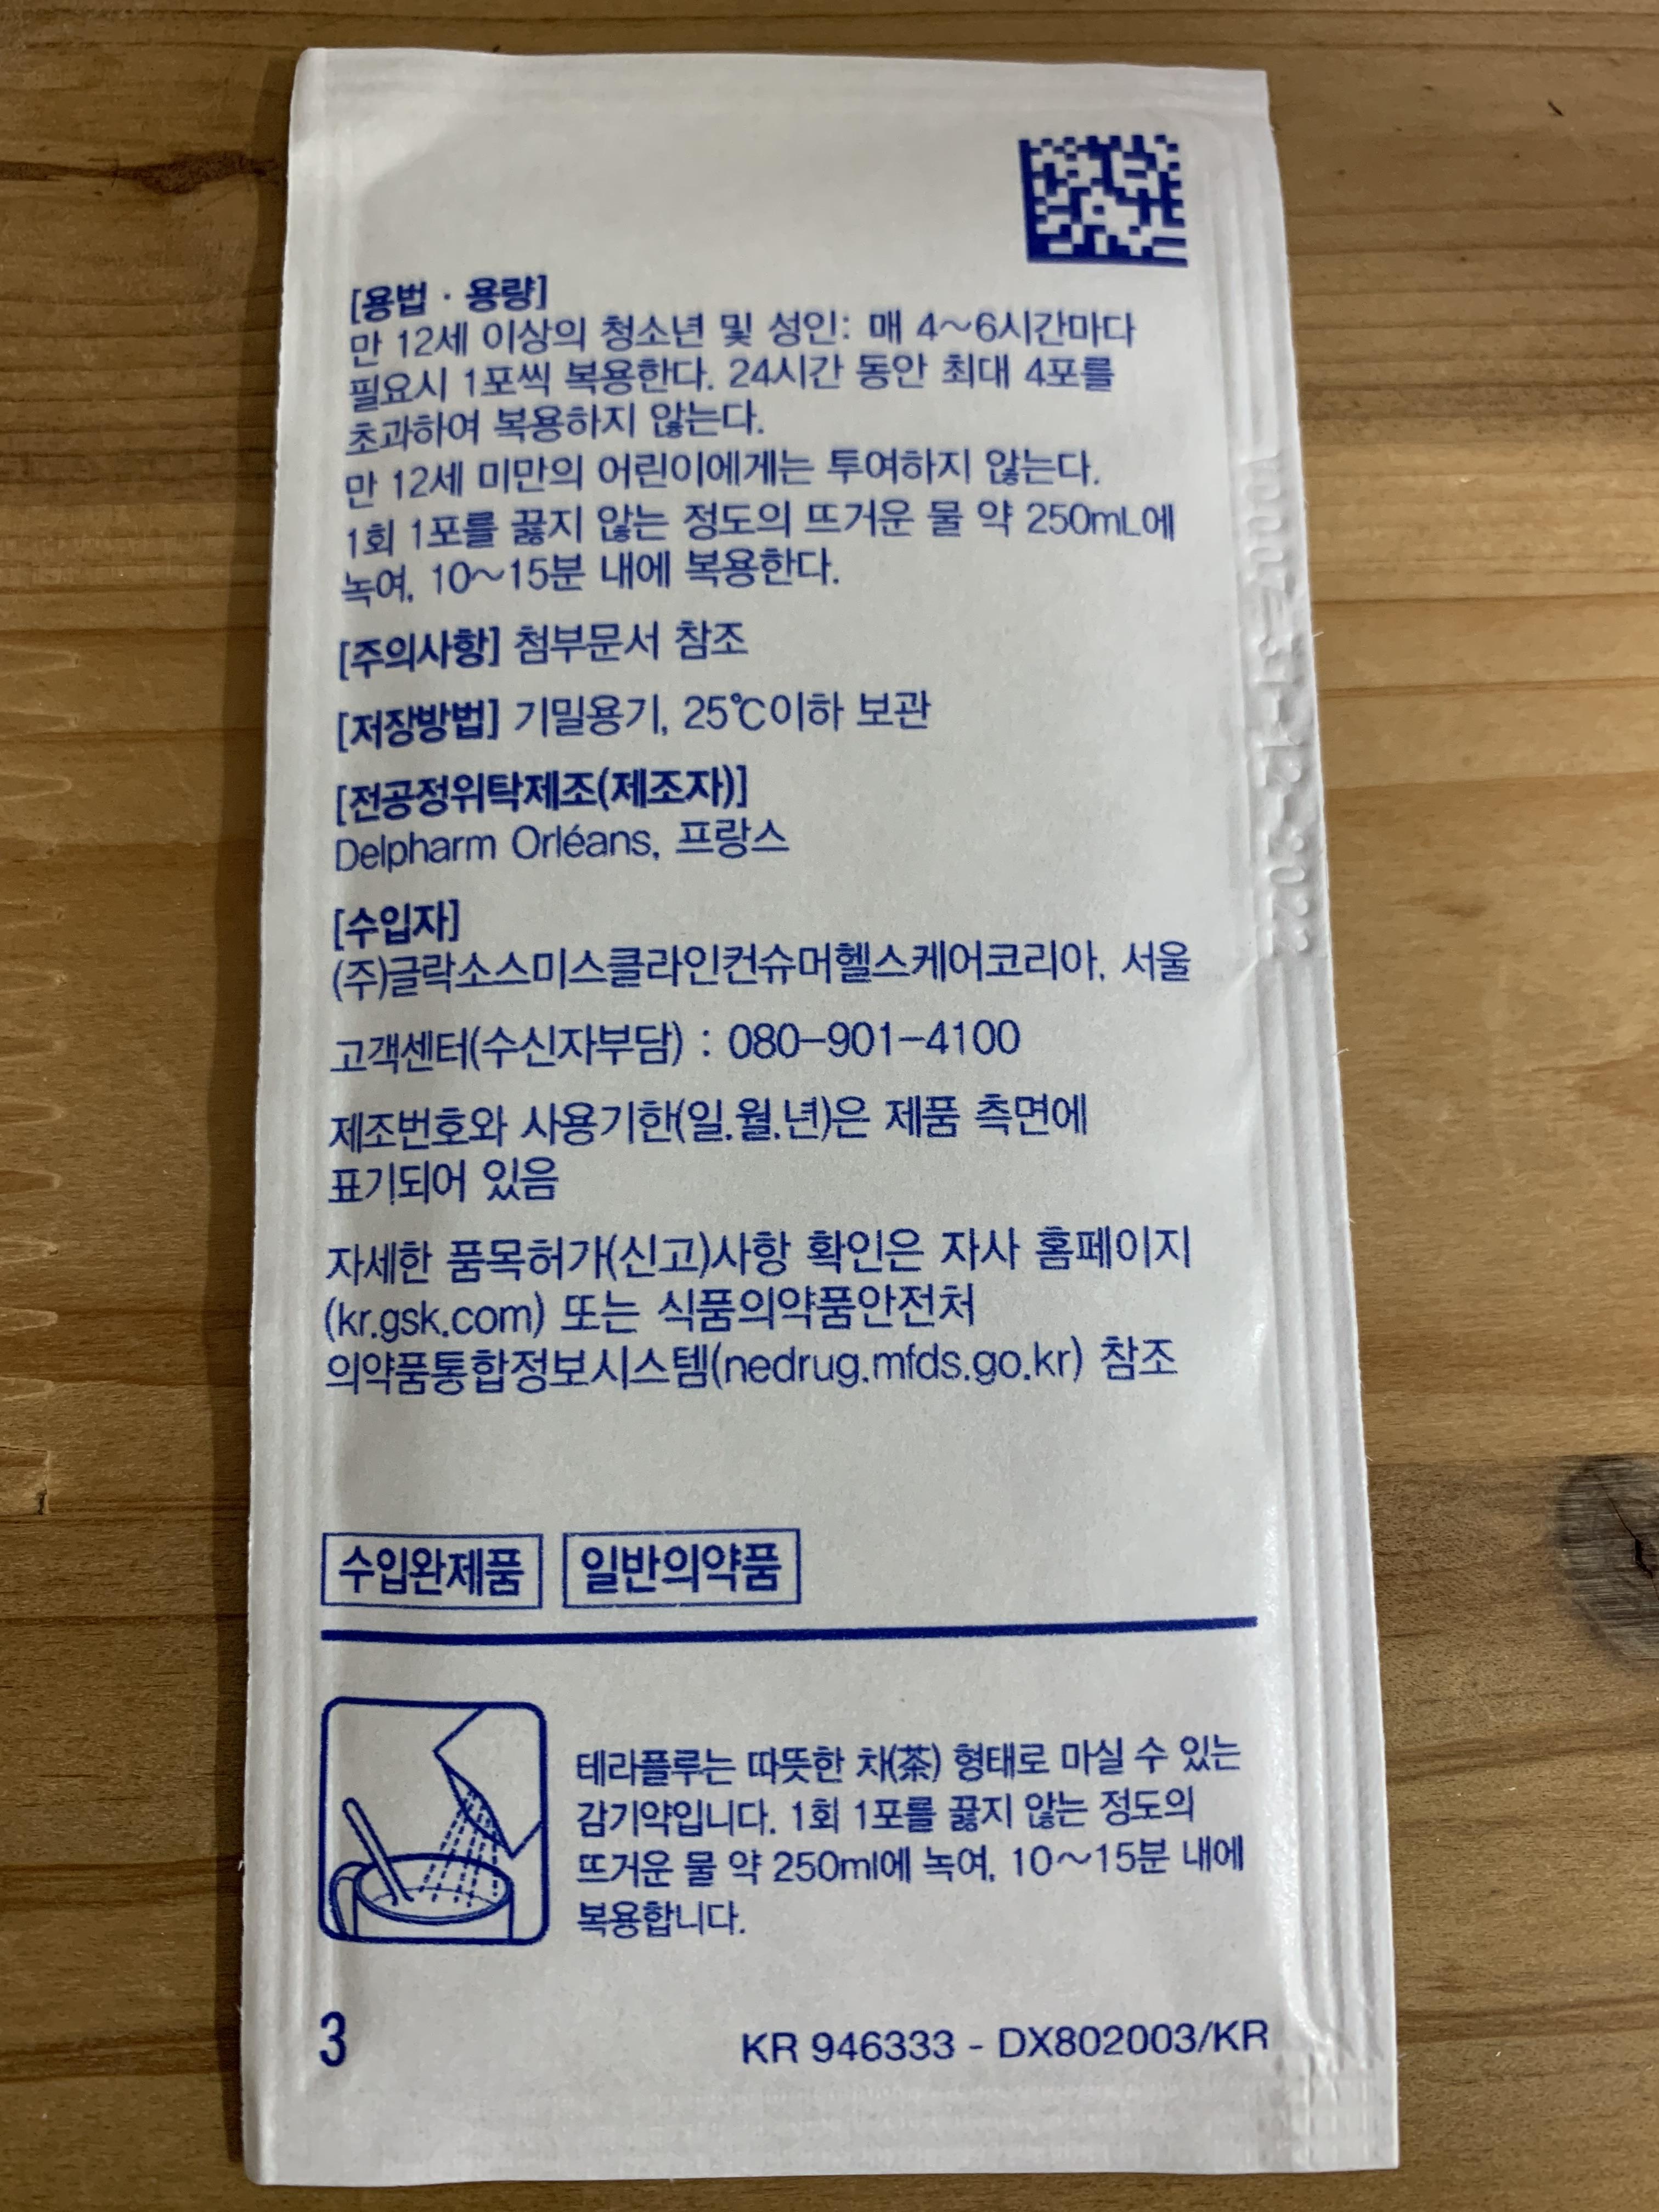 [용법 · 용량]
만 12세 이상의 청소년 및 성인: 매 4~6시간마다
필요시 1포씩 복용한다. 24시간 동안 최대 4포를
초과하여 복용하지 않는다.
만 12세 미만의 어린이에게는 투여하지 않는다.
1회 1포를 끓지 않는 정도의 뜨거운 물 약 250mL에
녹여, 10~15분 내에 복용한다.
[주의사항] 첨부문서 참조
[저장방법] 기밀용기, 25℃이하 보관
[전공정위탁제조(제조자)]
Delpharm Orléans, 프랑스
[수입자]
(주)글락소스미스클라인컨슈머헬스케어코리아, 서울
고객센터(수신자부담) : 080-901-4100
제조번호와 사용기한(일.월.년)은 제품 측면에
표기되어 있음
자세한 품목허가(신고)사항 확인은 자사 홈페이지
(kr.gsk.com) 또는 식품의약품안전처
의약품통합정보시스템(nedrug.mfds.go.kr) 참조
수입완제품 일반의약품
테라플루는 따뜻한 차(茶) 형태로 마실 수 있는
감기약입니다. 1회 1포를 끓지 않는 정도의
뜨거운 물 약 250ml에 녹여, 10~15분 내에
복용합니다.
3 KR 946333 - DX802003/KR